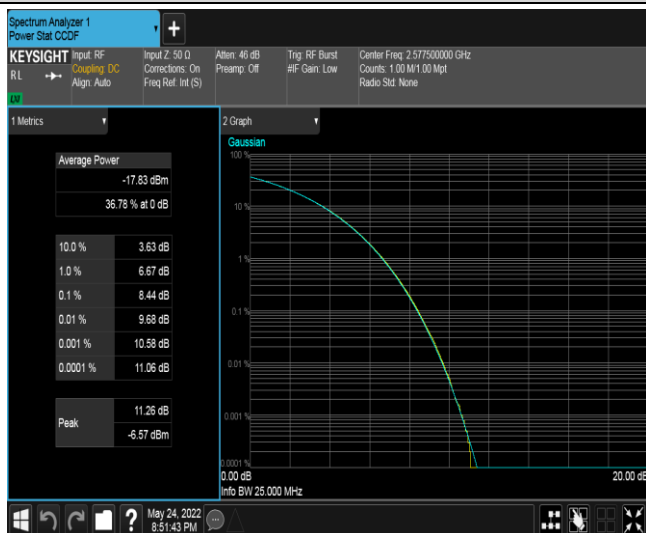 Spectrum Analyzer 1
Power Stat CCDF
KEYSIGHT
RL
Input: RF
Coupling: DC
Align: Auto
Input Z: 50 Ω
Corrections: On
Freq Ref: Int (S)
Atten: 46 dB
Preamp: Off
Trig: RF Burst
#IF Gain: Low
Center Freq: 2.577500000 GHz
Counts: 1.00 M/1.00 Mpt
Radio Std: None
1 Metrics
Average Power
-17.83 dBm
36.78 % at 0 dB
10.0 % 3.63 dB
1.0 % 6.67 dB
0.1 % 8.44 dB
0.01 % 9.68 dB
0.001 % 10.58 dB
0.0001 % 11.06 dB
Peak
11.26 dB
-6.57 dBm
2 Graph
Gaussian
100 %
10 %
1 %
0.1 %
0.01 %
0.001 %
0.0001 %
0.00 dB
20.00 dB
Info BW 25.000 MHz
?
May 24, 2022
8:51:43 PM